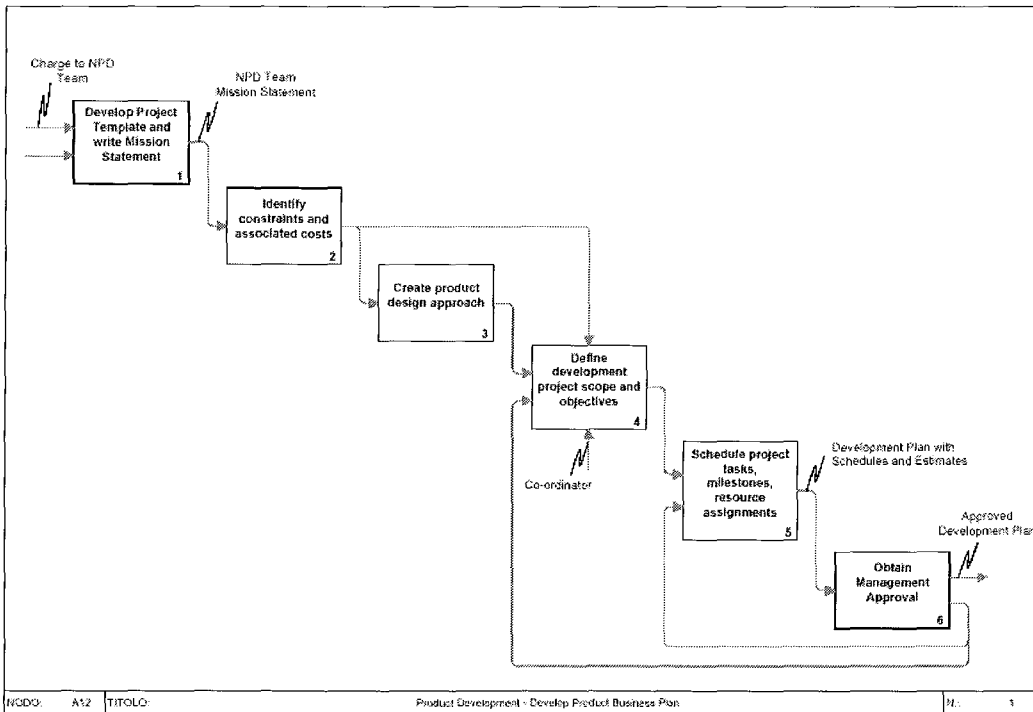 Charge to NPD
Team
NPD Team
Mission Statement
Develop Project
Template and
write Mission
Statement
1
Identify
constraints and
associated costs
2
Create product
design approach
3
Define
development
project scope and
objectives
4
Co-ordinator
Schedule project
tasks,
milestones,
resource
assignments
5
Development Plan with
Schedules and Estimates
Approved
Development Plan
Obtain
Management
Approval
6
NODO: A12 TITOLO: Product Development - Develop Product Business Plan N.: